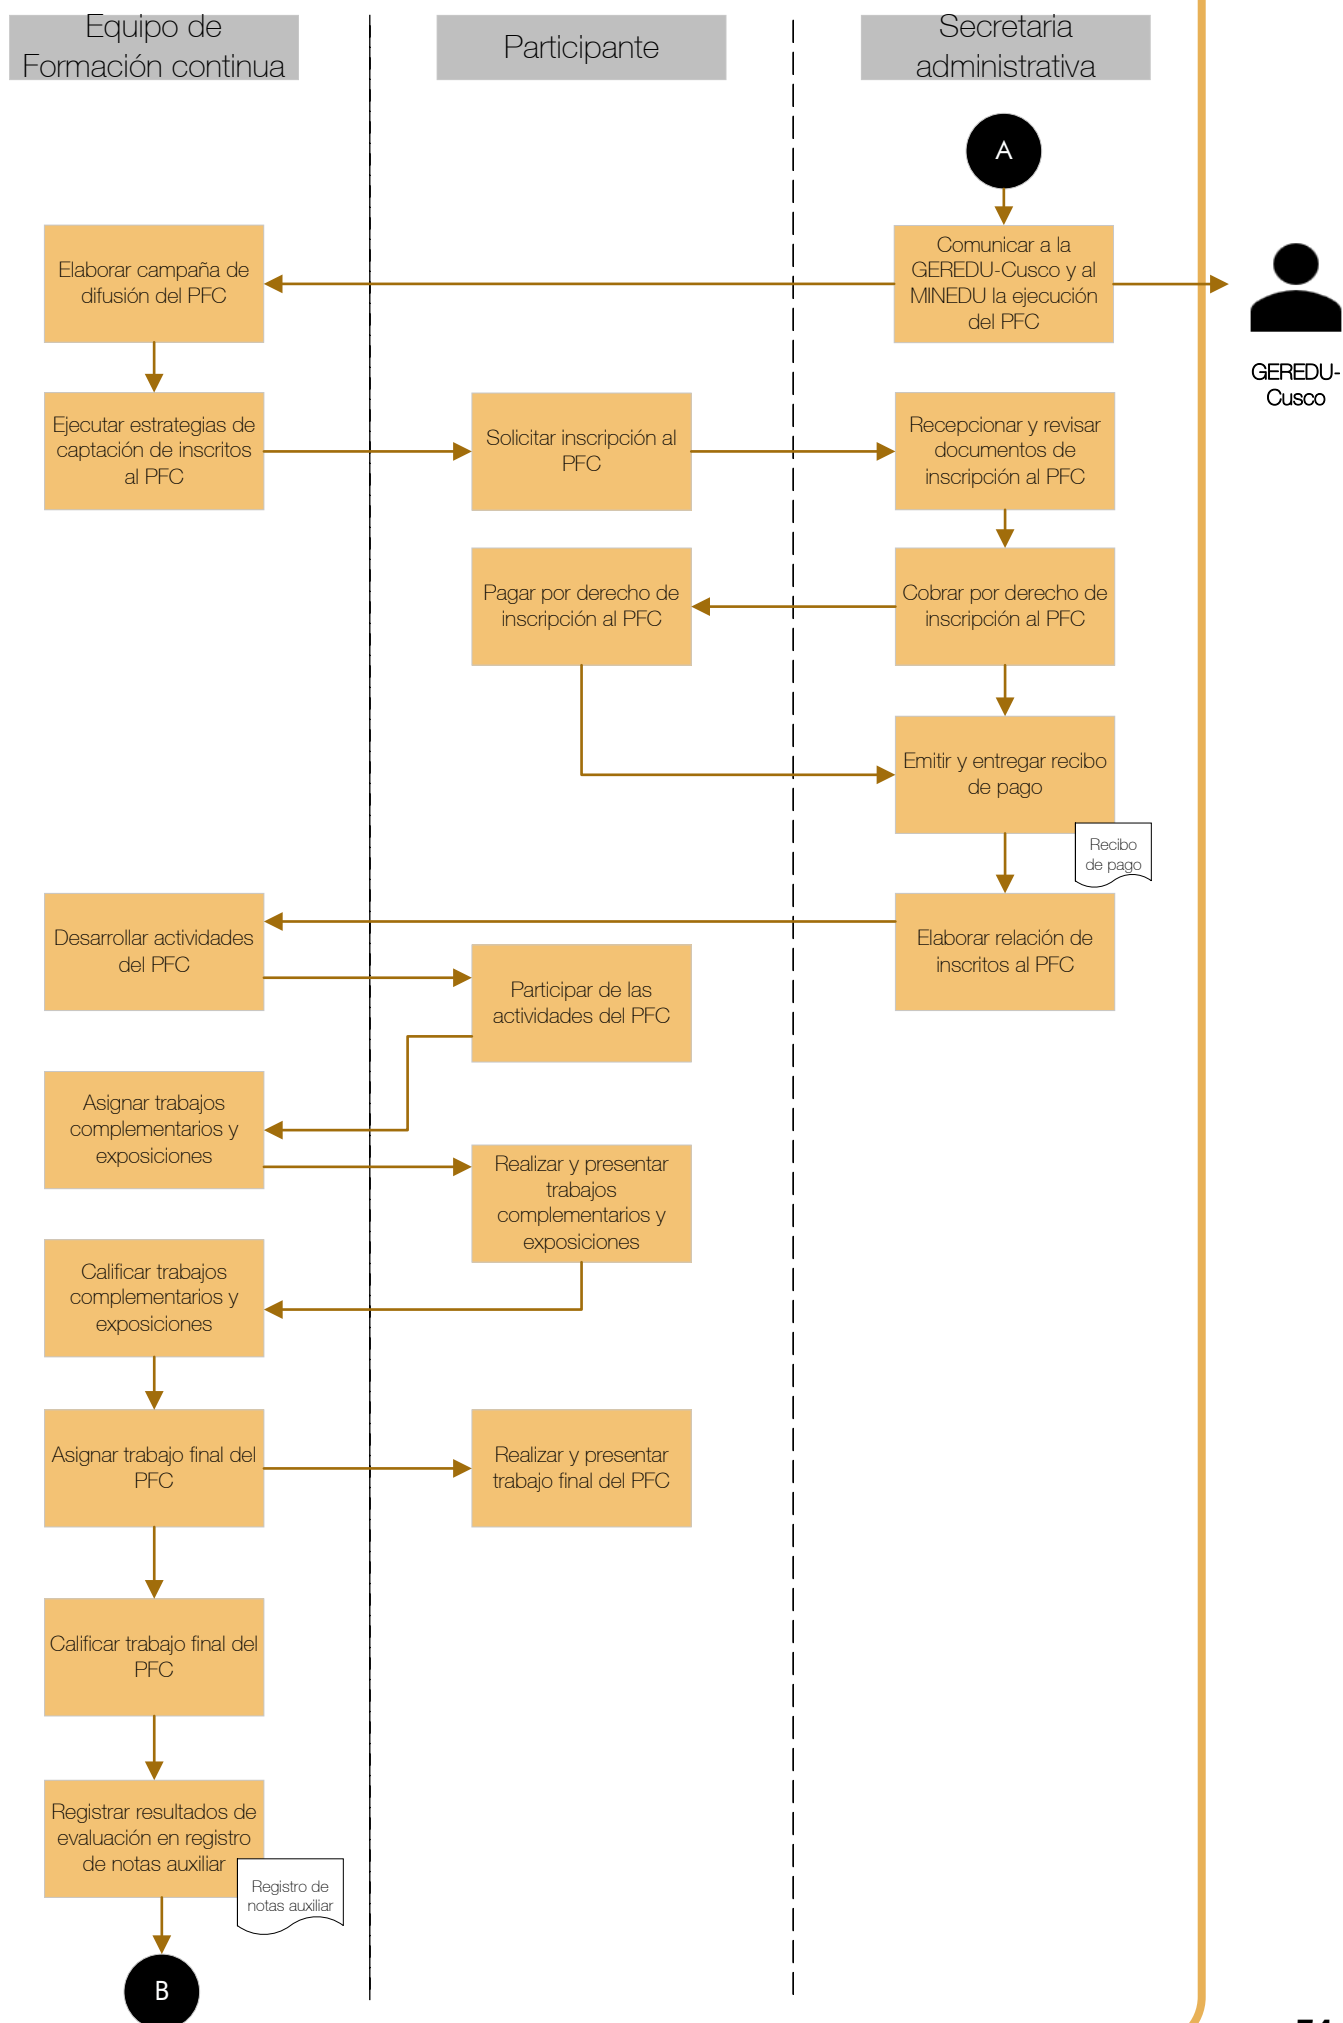 Equipo de
Formación continua
Participante
Secretaria
administrativa
A
Elaborar campaña de
difusión del PFC
Comunicar a la
GEREDU-Cusco y al
MINEDU la ejecución
del PFC
GEREDU-
Cusco
Ejecutar estrategias de
captación de inscritos
al PFC
Solicitar inscripción al
PFC
Recepcionar y revisar
documentos de
inscripción al PFC
Pagar por derecho de
inscripción al PFC
Cobrar por derecho de
inscripción al PFC
Emitir y entregar recibo
de pago
Recibo
de pago
Desarrollar actividades
del PFC
Elaborar relación de
inscritos al PFC
Participar de las
actividades del PFC
Asignar trabajos
complementarios y
exposiciones
Realizar y presentar
trabajos
complementarios y
exposiciones
Calificar trabajos
complementarios y
exposiciones
Asignar trabajo final del
PFC
Realizar y presentar
trabajo final del PFC
Calificar trabajo final del
PFC
Registrar resultados de
evaluación en registro
de notas auxiliar
Registro de
notas auxiliar
B